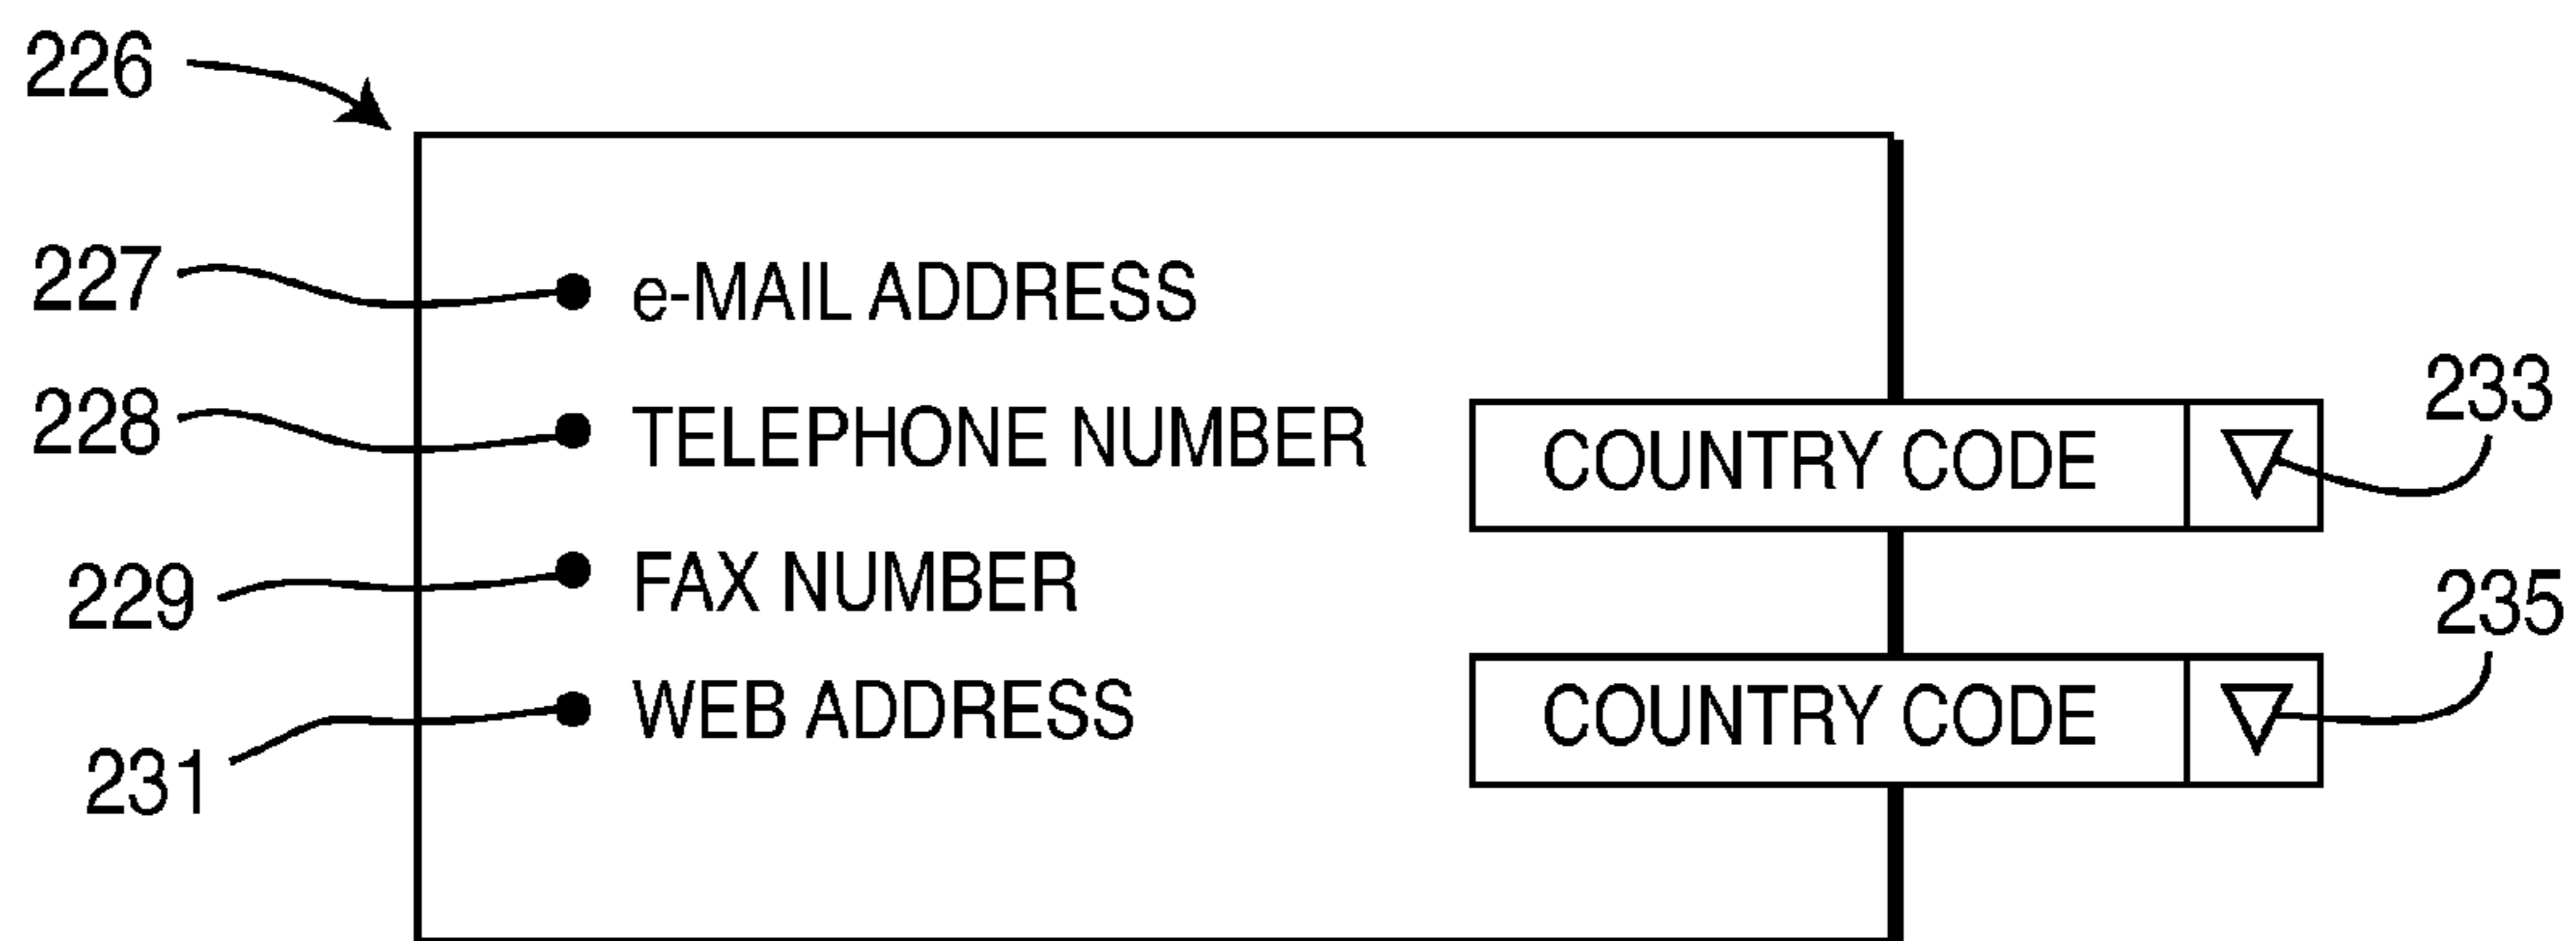 226
227 e-MAIL ADDRESS
228 TELEPHONE NUMBER COUNTRY CODE 233
229 FAX NUMBER
231 WEB ADDRESS COUNTRY CODE 235